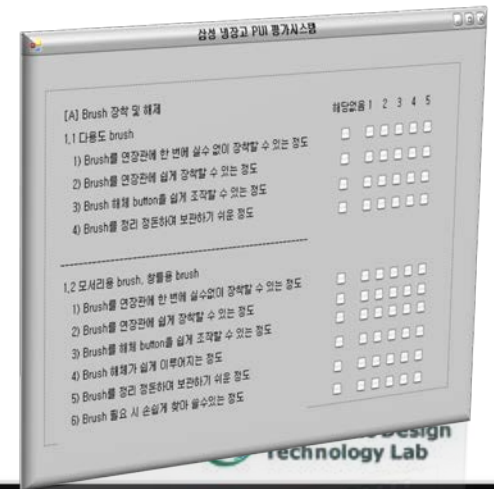 삼성 냉장고 PUI 평가시스템
[A] Brush 장착 및 해제
해당없음 1 2 3 4 5
1.1 다용도 brush
1) Brush를 연장관에 한 번에 실수 없이 장착할 수 있는 정도
2) Brush를 연장관에 쉽게 장착할 수 있는 정도
3) Brush 해체 button를 쉽게 조작할 수 있는 정도
4) Brush를 정리 정돈하여 보관하기 쉬운 정도
1.2 모서리용 brush, 창틀용 brush
1) Brush를 연장관에 한 번에 실수없이 장착할 수 있는 정도
2) Brush를 연장관에 쉽게 장착할 수 있는 정도
3) Brush를 해체 button를 쉽게 조작할 수 있는 정도
4) Brush 해체가 쉽게 이루어지는 정도
5) Brush를 정리 정돈하여 보관하기 쉬운 정도
6) Brush 필요 시 손쉽게 찾아 쓸수있는 정도
Design
Technology Lab